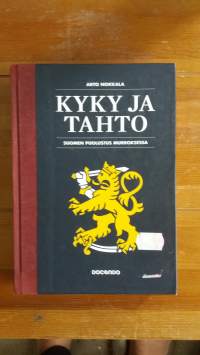 ARTO NOKKALA
KYKY JA
TAHTO
SUOMEN PUOLUSTUS MURROKSESSA
DOCENDO